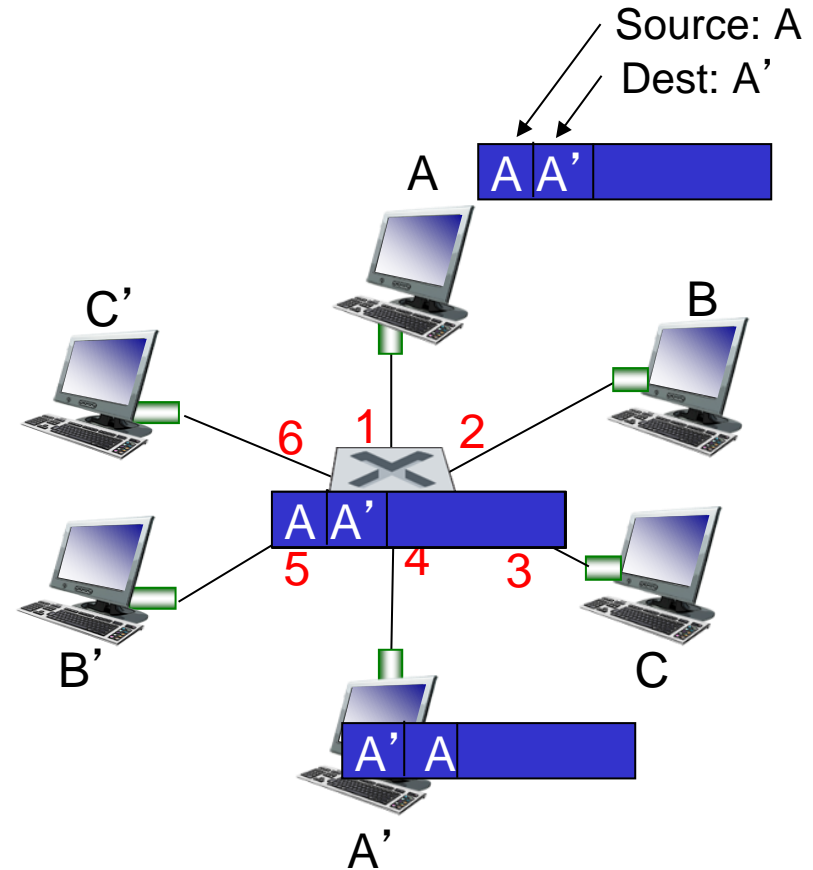 Source: A
Dest: A’
A
A A’
C’
B
6 1 2
A A’
5 4 3
B’
C
A’ A
A’